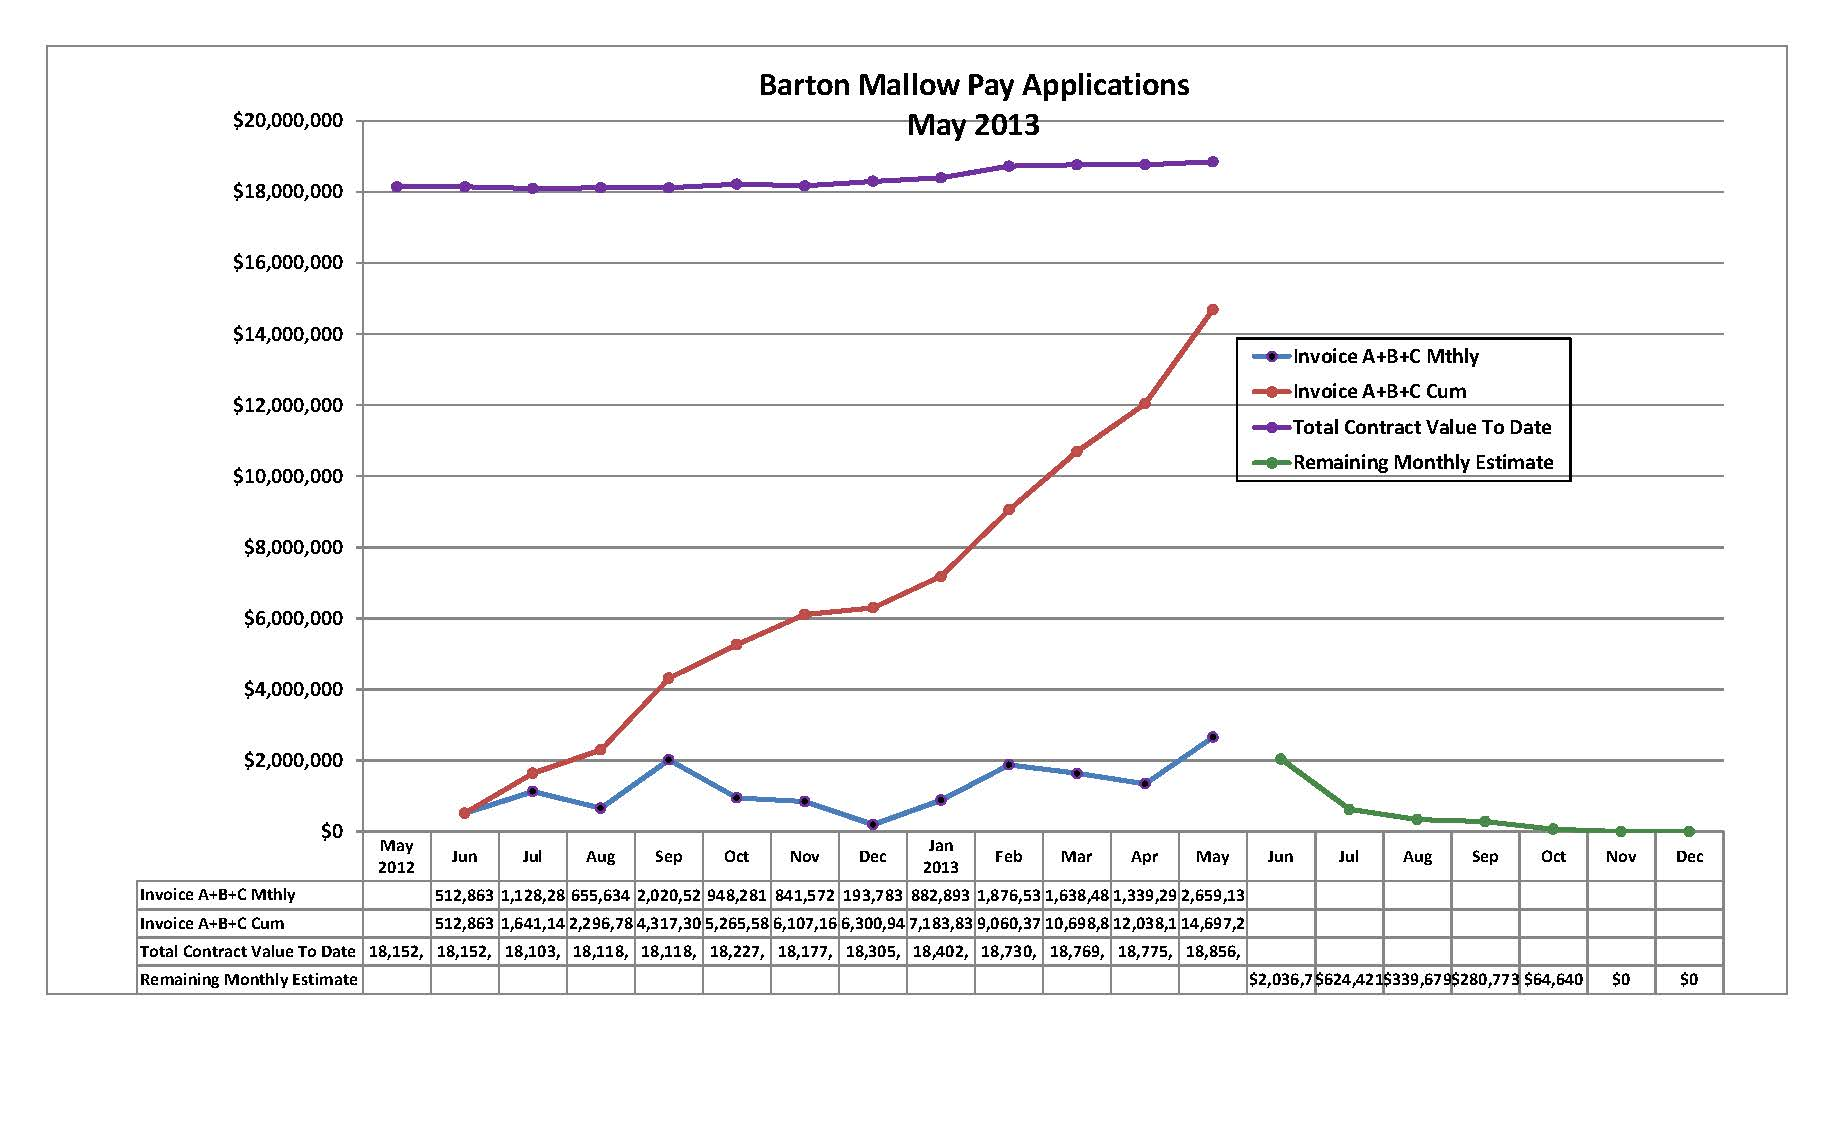 Barton Mallow Pay Applications
May 2013
$20,000,000
$18,000,000
$16,000,000
$14,000,000
$12,000,000
$10,000,000
$8,000,000
$6,000,000
$4,000,000
$2,000,000
$0
Invoice A+B+C Mthly
Invoice A+B+C Cum
Total Contract Value To Date
Remaining Monthly Estimate
May 2012 Jun Jul Aug Sep Oct Nov Dec Jan 2013 Feb Mar Apr May Jun Jul Aug Sep Oct Nov Dec
Invoice A+B+C Mthly 512,863 1,128,28 655,634 2,020,52 948,281 841,572 193,783 882,893 1,876,53 1,638,48 1,339,29 2,659,13
Invoice A+B+C Cum 512,863 1,641,14 2,296,78 4,317,30 5,265,58 6,107,16 6,300,94 7,183,83 9,060,37 10,698,8 12,038,1 14,697,2
Total Contract Value To Date 18,152, 18,152, 18,103, 18,118, 18,118, 18,227, 18,177, 18,305, 18,402, 18,730, 18,769, 18,775, 18,856,
Remaining Monthly Estimate $2,036,7 $624,421 $339,679 $280,773 $64,640 $0 $0